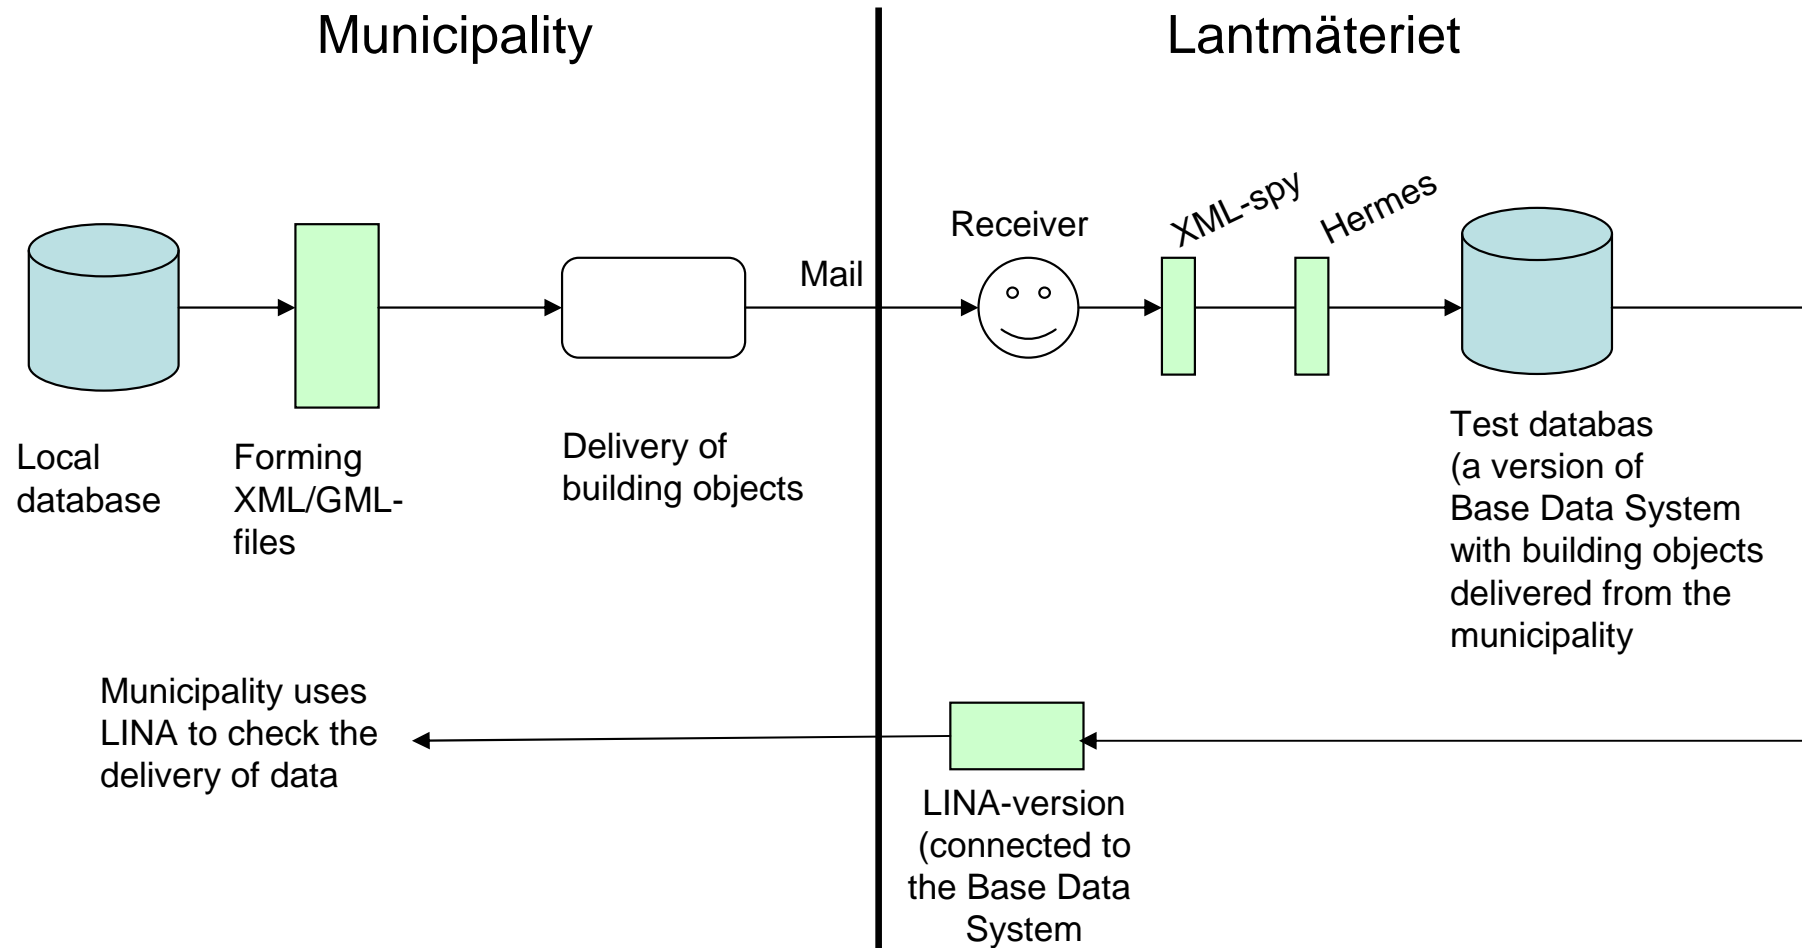 Municipality
Lantmäteriet
Mail
Receiver
XML-spy
Hermes
Local
database
Forming
XML/GML-
files
Delivery of
building objects
Test databas
(a version of
Base Data System
with building objects
delivered from the
municipality
Municipality uses
LINA to check the
delivery of data
LINA-version
(connected to
the Base Data
System